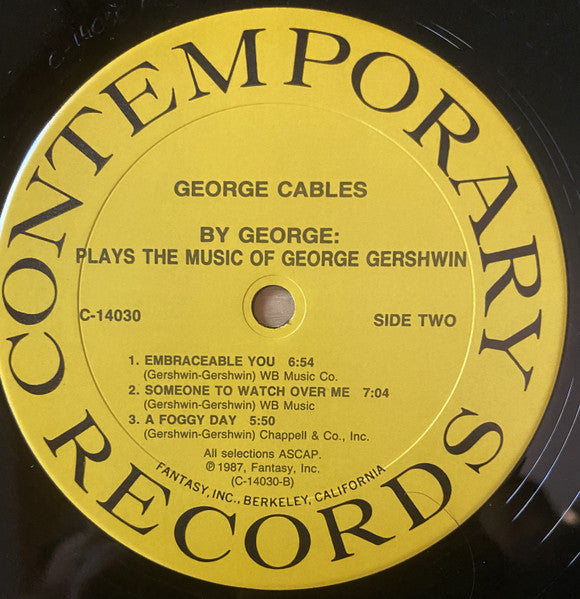 CONTEMPORARY
RECORDS
GEORGE CABLES
BY GEORGE:
PLAYS THE MUSIC OF GEORGE GERSHWIN
C-14030
SIDE TWO
1. EMBRACEABLE YOU 6:54
(Gershwin-Gershwin) WB Music Co.
2. SOMEONE TO WATCH OVER ME 7:04
(Gershwin-Gershwin) WB Music
3. A FOGGY DAY 5:50
(Gershwin-Gershwin) Chappell & Co., Inc.
All selections ASCAP.
℗ 1987, Fantasy, Inc.
(C-14030-B)
FANTASY, INC., BERKELEY, CALIFORNIA